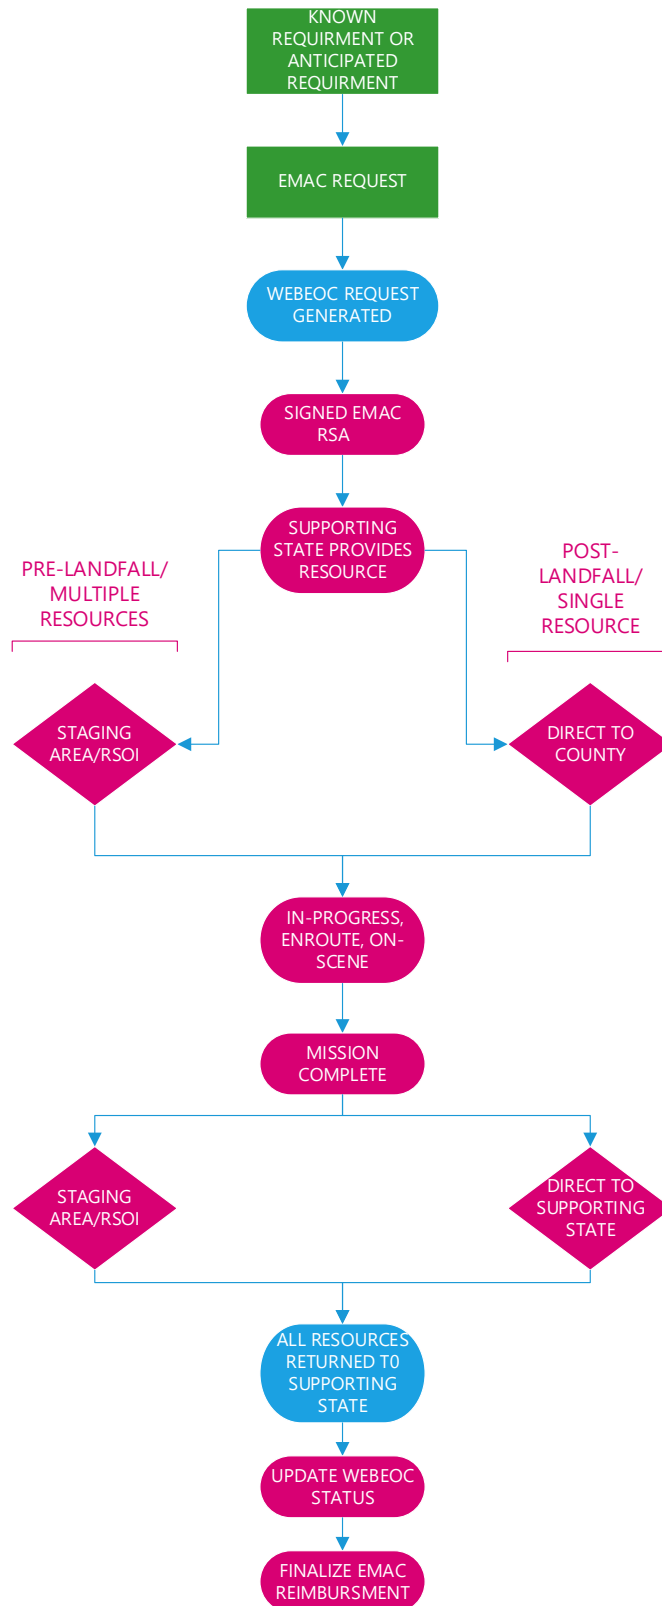 KNOWN
REQUIRMENT OR
ANTICIPATED
REQUIRMENT
EMAC REQUEST
WEBEOC REQUEST
GENERATED
SIGNED EMAC
RSA
SUPPORTING
STATE PROVIDES
RESOURCE
PRE-LANDFALL/
MULTIPLE
RESOURCES
POST-
LANDFALL/
SINGLE
RESOURCE
STAGING
AREA/RSOI
DIRECT TO
COUNTY
IN-PROGRESS,
ENROUTE, ON-
SCENE
MISSION
COMPLETE
STAGING
AREA/RSOI
DIRECT TO
SUPPORTING
STATE
ALL RESOURCES
RETURNED T0
SUPPORTING
STATE
UPDATE WEBEOC
STATUS
FINALIZE EMAC
REIMBURSMENT